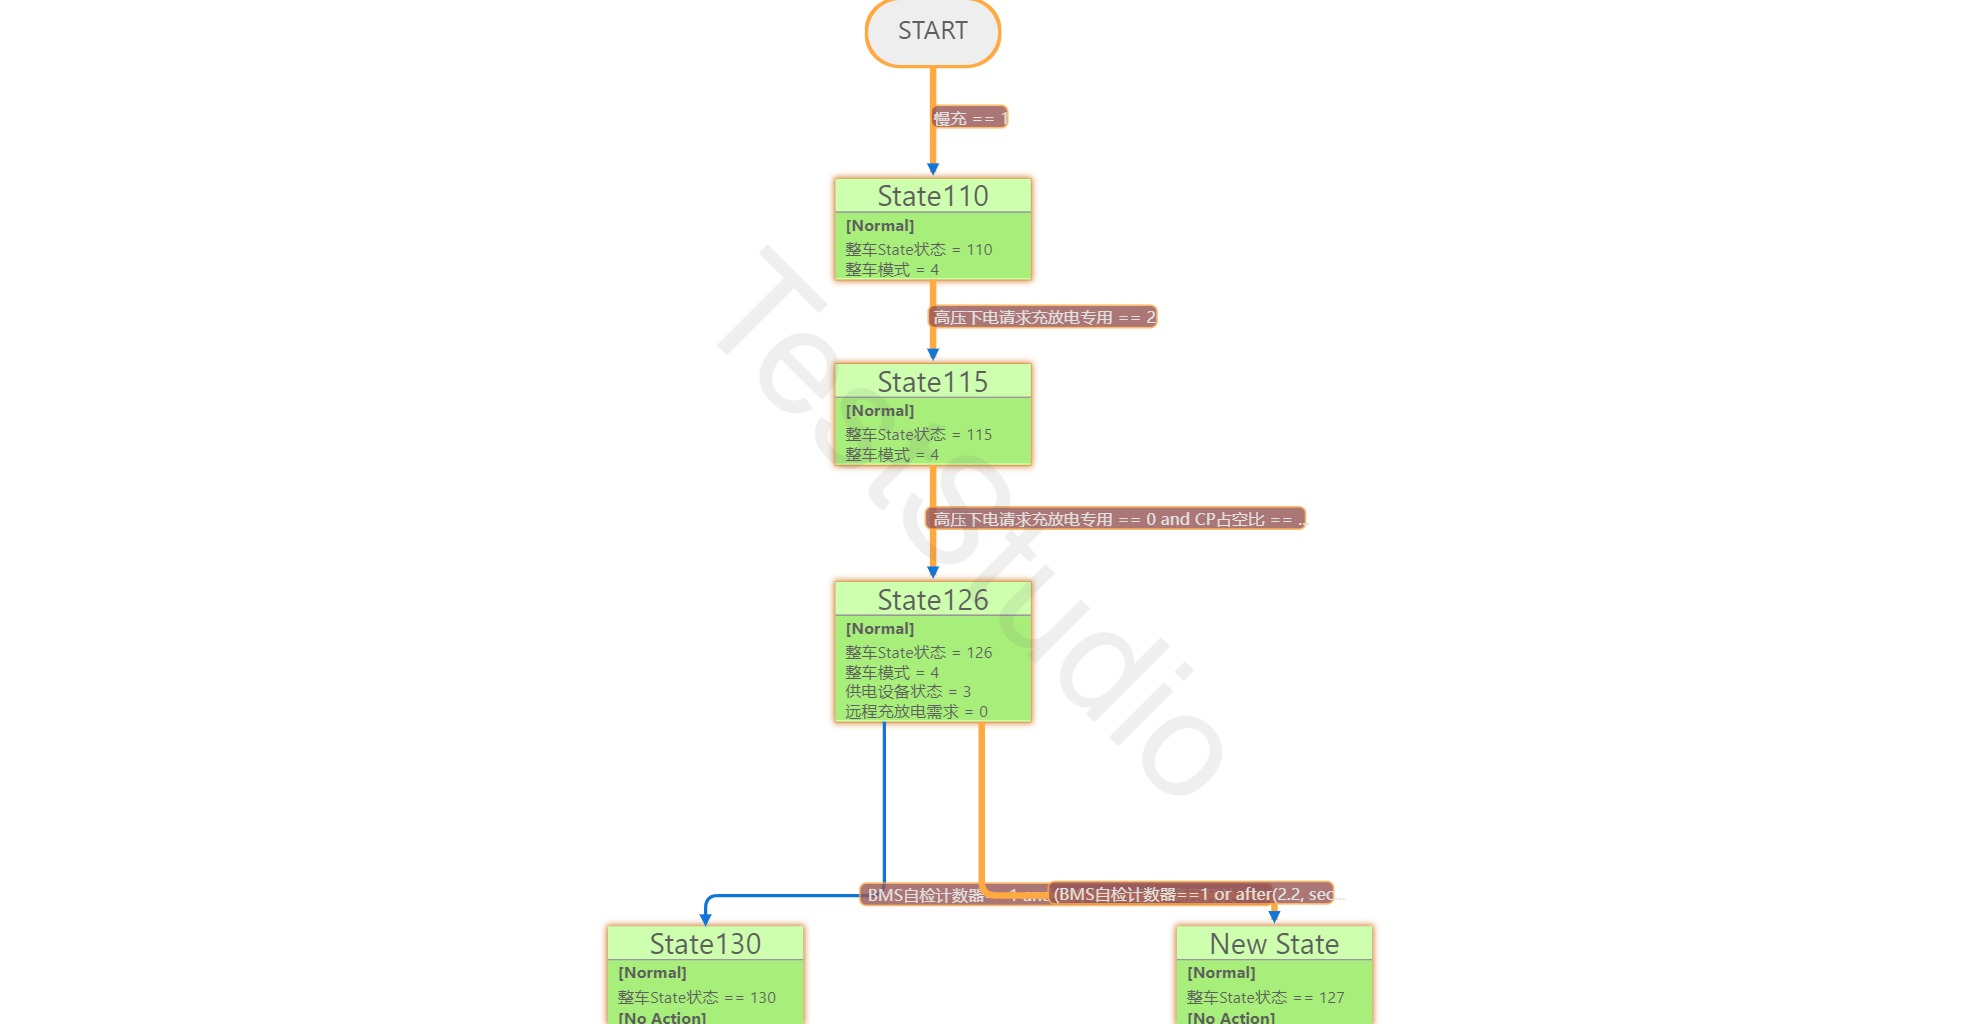 START
慢充 == 1
State110
[Normal]
整车State状态 = 110
整车模式 = 4
高压下电请求充放电专用 == 2
State115
[Normal]
整车State状态 = 115
整车模式 = 4
高压下电请求充放电专用 == 0 and CP占空比 == ...
State126
[Normal]
整车State状态 = 126
整车模式 = 4
供电设备状态 = 3
远程充放电需求 = 0
TestStudio
BMS自检计数器
(BMS自检计数器==1 or after(2.2, sec...
State130
[Normal]
整车State状态 == 130
[No Action]
New State
[Normal]
整车State状态 == 127
[No Action]